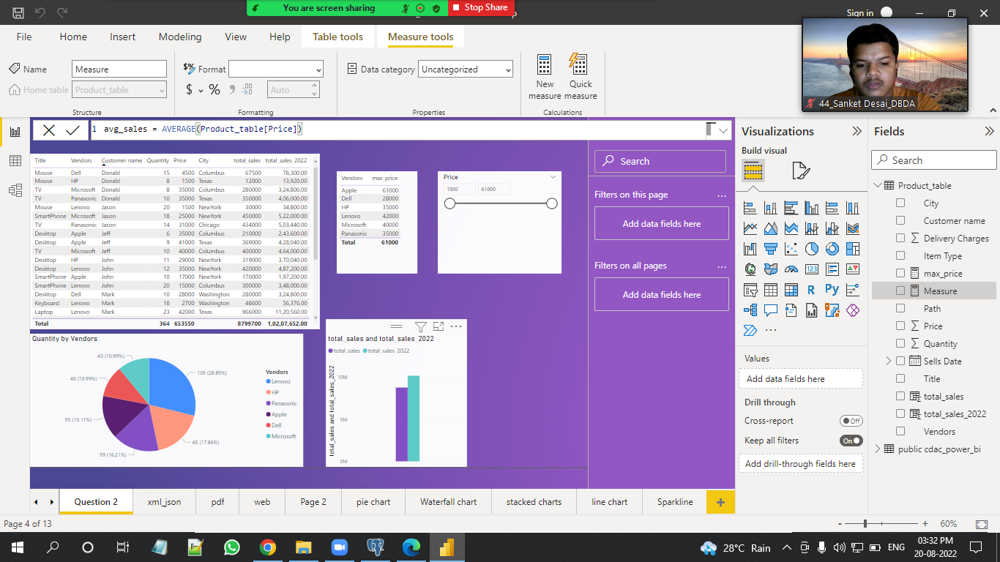 You are screen sharing
Stop Share
Sign in
File Home Insert Modeling View Help Table tools Measure tools
Name Measure
Home table Product_table
Structure
Format
$ % Auto
Formatting
Data category Uncategorized
Properties
New measure
Quick measure
Calculations
44_Sanket Desai_DBDA
1 avg_sales = AVERAGE(Product_table[Price])
Title Vendors Customer name Quantity Price City total_sales total_sales_2022
Mouse Dell Donald 15 4500 Columbus 67500 78,300.00
Mouse HP Donald 8 1500 Texas 12000 13,920.00
TV Microsoft Donald 8 35000 Columbus 280000 3,24,800.00
TV Panasonic Donald 10 35000 Texas 350000 4,06,000.00
Mouse Lenovo Jason 20 1500 NewYork 30000 34,800.00
SmartPhone Microsoft Jason 18 25000 NewYork 450000 5,22,000.00
TV Panasonic Jason 14 31000 Chicago 434000 5,03,440.00
Desktop Apple Jeff 6 35000 Columbus 210000 2,43,600.00
Desktop Apple Jeff 9 41000 Texas 369000 4,28,040.00
TV Microsoft Jeff 10 40000 Columbus 400000 4,64,000.00
Desktop HP John 11 29000 NewYork 319000 3,70,040.00
Desktop Lenovo John 12 35000 NewYork 420000 4,87,200.00
SmartPhone Apple John 10 17000 NewYork 170000 1,97,200.00
SmartPhone Lenovo John 20 15000 Columbus 300000 3,48,000.00
Desktop Dell Mark 10 28000 Washington 280000 3,24,800.00
Keyboard Lenovo Mark 18 2700 Washington 48600 56,376.00
Laptop Lenovo Mark 23 42000 Texas 966000 11,20,560.00
Total 364 653550 8799700 1,02,07,652.00
Vendors max_price
Apple 61000
Dell 28000
HP 35000
Lenovo 42000
Microsoft 40000
Panasonic 35000
Total 61000
Price
1500 61000
Quantity by Vendors
40 (10.99%)
105 (28.85%)
40 (10.99%)
55 (15.11%)
59 (16.21%)
65 (17.86%)
Vendors
Lenovo
HP
Panasonic
Apple
Dell
Microsoft
total_sales and total_sales_2022
total_sales total_sales_2022
total_sales and total_sales_2022
10M
5M
0M
Search
Filters on this page
Add data fields here
Filters on all pages
Add data fields here
Visualizations
Build visual
123
R Py
Values
Add data fields here
Drill through
Cross-report Off
Keep all filters On
Add drill-through fields here
Fields
Search
Product_table
City
Customer name
Delivery Charges
Item Type
max_price
Measure
Path
Price
Quantity
Sells Date
Title
total_sales
total_sales_2022
Vendors
public cdac_power_bi
Question 2 xml_json pdf web Page 2 pie chart Waterfall chart stacked charts line chart Sparkline +
Page 4 of 13
- + 60%
28°C Rain
ENG
03:32 PM
20-08-2022